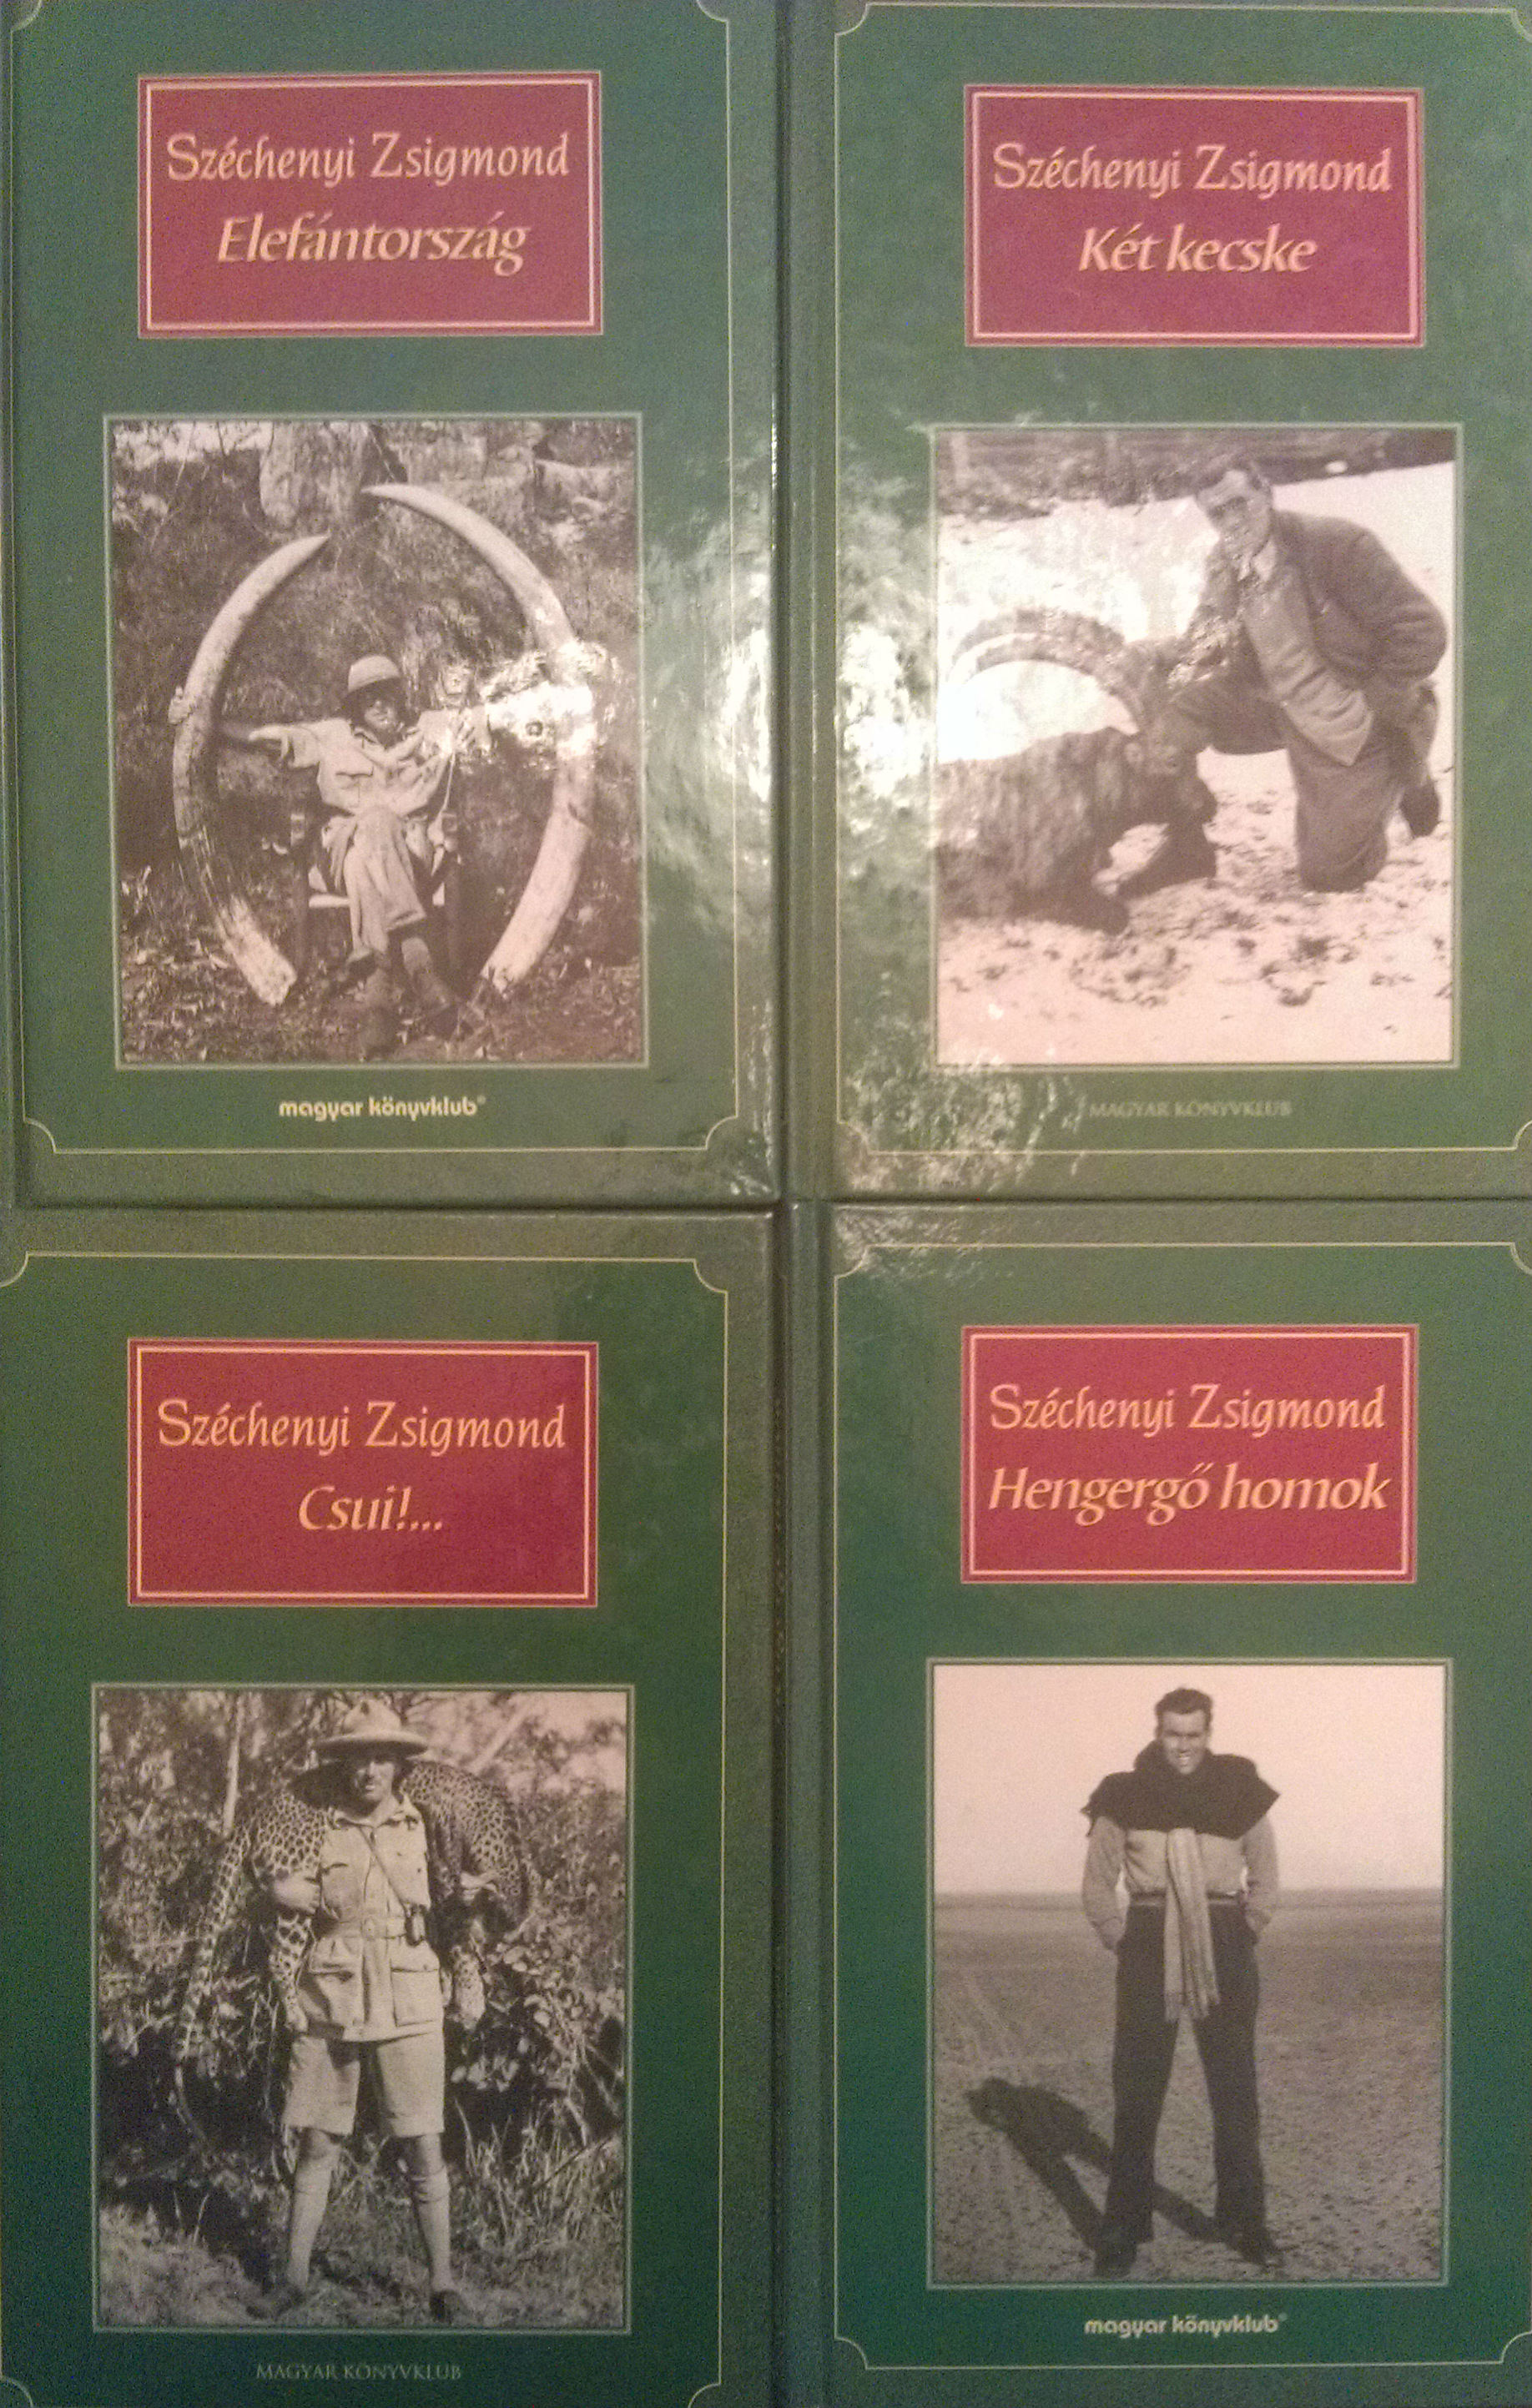 Széchenyi Zsigmond
Elefántország
magyar könyvklub®
Széchenyi Zsigmond
Két kecske
MAGYAR KÖNYVKLUB
Széchenyi Zsigmond
Csui!...
MAGYAR KÖNYVKLUB
Széchenyi Zsigmond
Hengergő homok
magyar könyvklub®